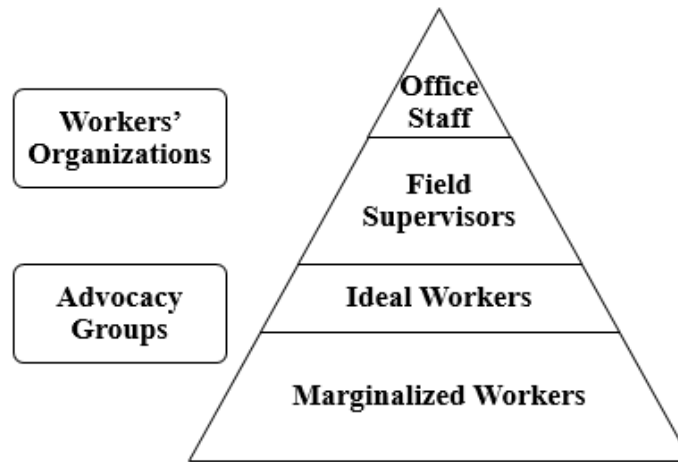 Workers’
Organizations
Advocacy
Groups
Office
Staff
Field
Supervisors
Ideal Workers
Marginalized Workers